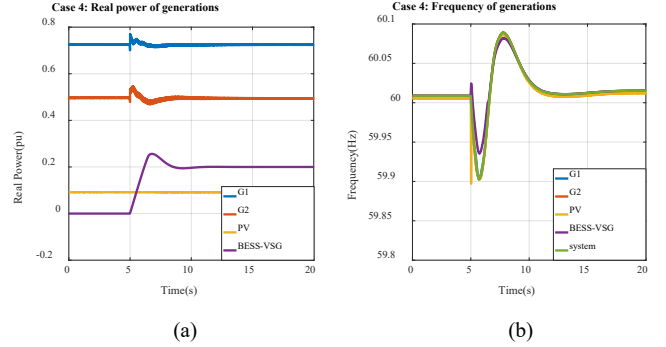 Case 4: Real power of generations
0.8
0.6
0.4
0.2
0
-0.2
Real Power(pu)
G1
G2
PV
BESS-VSG
0
5
10
15
20
Time(s)
(a)
Case 4: Frequency of generations
60.1
60.05
60
59.95
59.9
59.85
59.8
Frequency(Hz)
G1
G2
PV
BESS-VSG
system
0
5
10
15
20
Time(s)
(b)